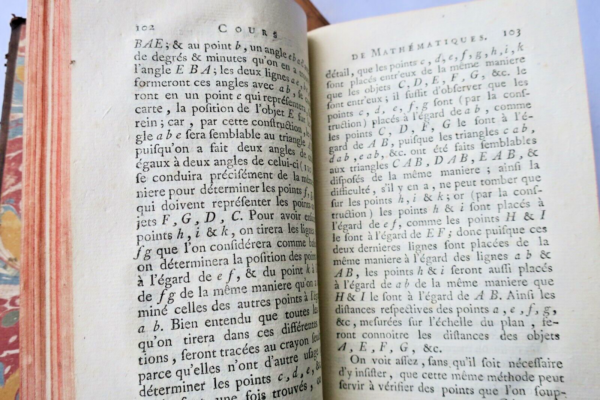 102 COURS
BAE; & au point b, un angle
de degrés & minutes qu'on en a
l'angle EBA; les deux lignes
formeront ces angles avec ab,
ront en un point e qui représentera
carte, la position de l'objet E sur
rein; car, par cette construction,
gle abe sera semblable au triangle
puisqu'on a fait deux angles de
égaux à deux angles de celui-ci
se conduira précisément de la
niere pour déterminer les points f, g,
qui doivent représenter les points
jets F, G, D, C. Pour avoir
points h, i & k, on tirera les lignes
fg que l'on considérera comme
on déterminera la position des points
à l'égard de ef, & du point k
de fg de la même maniere qu'on
miné celles des autres points à
ab. Bien entendu que toutes
qu'on tirera dans ces différentes
tions, seront tracées au crayon
parce qu'elles n'ont d'autre usage
déterminer les points c, d, e,
une fois trouvés,
DE MATHÉMATIQUES. 103
détail, que les points c, d, e, f, g, h, i, k
sont placés entr'eux de la même maniere
que les objets C, D, E, F, G, &c. le
sont entr'eux; il suffit d'observer que les
points c, d, e, f, g sont (par la cons-
truction) placés à l'égard de ab, comme
les points C, D, F, G le sont à l'é-
gard de AB, puisque les triangles cab,
dab, eab, &c. ont été faits semblables
aux triangles CAB, DAB, EAB, &
disposés de la même maniere; ainsi la
difficulté, s'il y en a, ne peut tomber que
sur les points h, i & k; or (par la cons-
truction) les points h & i sont placés à
l'égard de ef, comme les points H & I
le sont à l'égard de EF; donc puisque ces
deux dernieres lignes sont placées de la
même maniere à l'égard des lignes ab &
AB, les points h & i seront aussi placés
à l'égard de ab de la même maniere que
H & I le sont à l'égard de AB. Ainsi les
distances respectives des points a, e, f, g,
&c, mesurées sur l'échelle du plan, fe-
ront connoître les distances des objets
A, E, F, G, &c.
On voit assez, sans qu'il soit nécessaire
d'y insister, que cette même méthode peut
servir à vérifier des points que l'on soup-